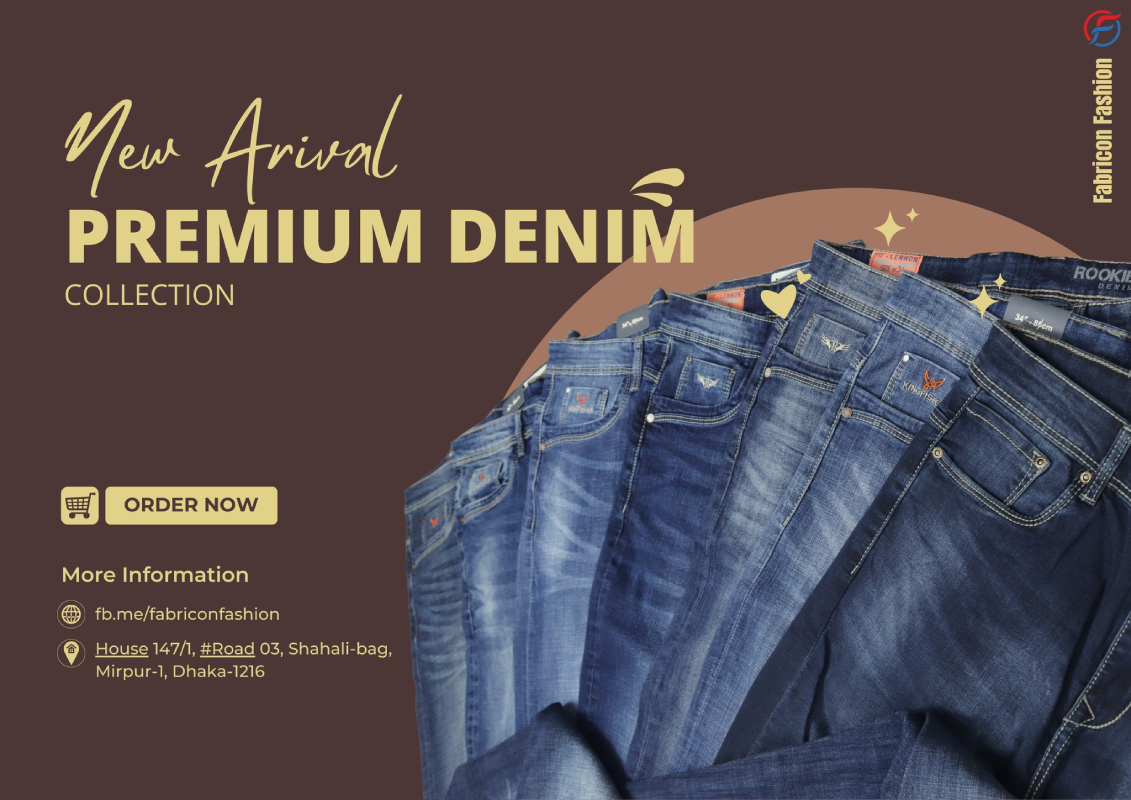 New Arival
PREMIUM DENIM
COLLECTION
ORDER NOW
More Information
fb.me/fabriconfashion
House 147/1, #Road 03, Shahali-bag,
Mirpur-1, Dhaka-1216
Fabricon Fashion
LENNON
34"
DENIM